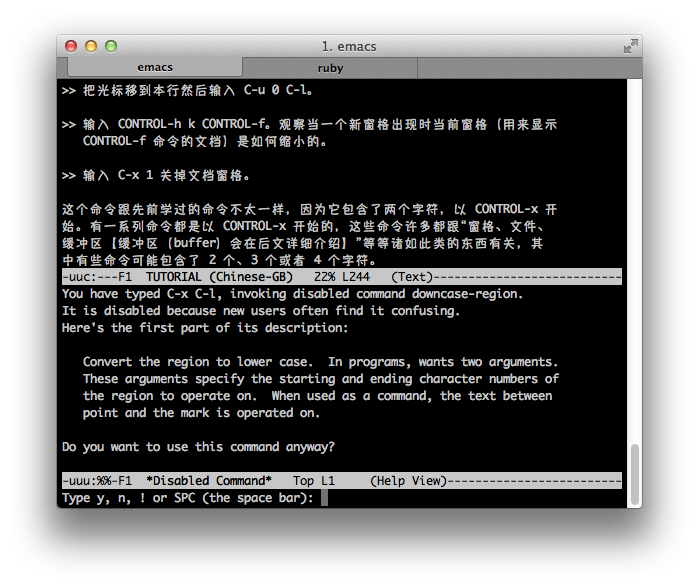 1. emacs
emacs ruby
>> 把光标移到本行然后输入 C-u 0 C-l。
>> 输入 CONTROL-h k CONTROL-f。观察当一个新窗格出现时当前窗格（用来显示
CONTROL-f 命令的文档）是如何缩小的。
>> 输入 C-x 1 关掉文档窗格。
这个命令跟先前学过的命令不太一样，因为它包含了两个字符，以 CONTROL-x 开
始。有一系列命令都是以 CONTROL-x 开始的，这些命令许多都跟“窗格、文件、
缓冲区【缓冲区（buffer）会在后文详细介绍】”等等诸如此类的东西有关，其
中有些命令可能包含了 2 个、3 个或者 4 个字符。
-uuc:---F1  TUTORIAL (Chinese-GB)   22% L244   (Text)---------------------------
You have typed C-x C-l, invoking disabled command downcase-region.
It is disabled because new users often find it confusing.
Here's the first part of its description:
Convert the region to lower case.  In programs, wants two arguments.
These arguments specify the starting and ending character numbers of
the region to operate on.  When used as a command, the text between
point and the mark is operated on.
Do you want to use this command anyway?
-uuu:%%-F1  *Disabled Command*   Top L1     (Help View)-------------------------
Type y, n, ! or SPC (the space bar):